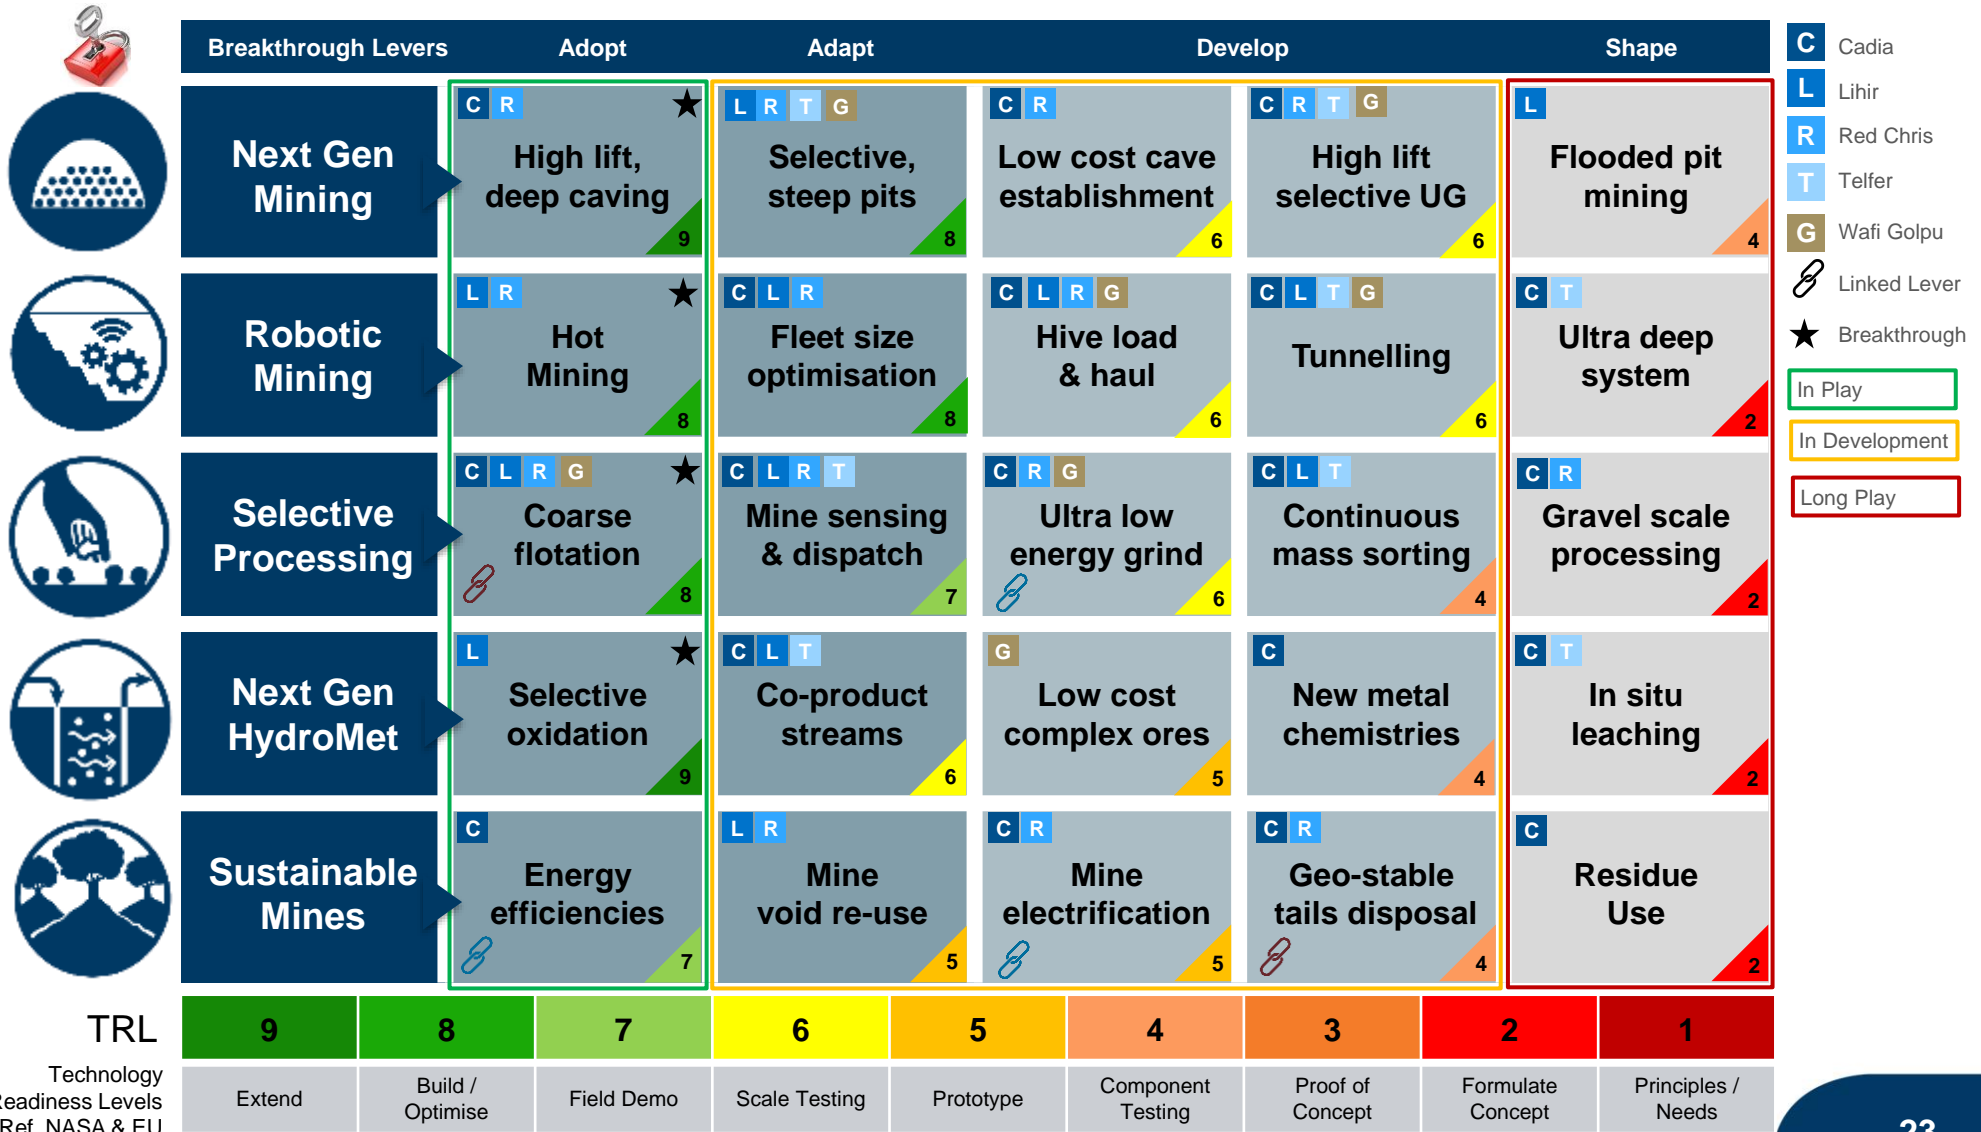 Breakthrough Levers Adopt Adapt Develop Shape
Next Gen
Mining
C R
High lift,
deep caving
9
L R T G
Selective,
steep pits
8
C R
Low cost cave
establishment
6
C R T G
High lift
selective UG
6
L
Flooded pit
mining
4
Robotic
Mining
L R
Hot
Mining
8
C L R
Fleet size
optimisation
8
C L R G
Hive load
& haul
6
C L T G
Tunnelling
6
C T
Ultra deep
system
2
Selective
Processing
C L R G
Coarse
flotation
8
C L R T
Mine sensing
& dispatch
7
C R G
Ultra low
energy grind
6
C L T
Continuous
mass sorting
4
C R
Gravel scale
processing
2
Next Gen
HydroMet
L
Selective
oxidation
9
C L T
Co-product
streams
6
G
Low cost
complex ores
5
C
New metal
chemistries
4
C T
In situ
leaching
2
Sustainable
Mines
C
Energy
efficiencies
7
L R
Mine
void re-use
5
C R
Mine
electrification
5
C R
Geo-stable
tails disposal
4
C
Residue
Use
2
C Cadia
L Lihir
R Red Chris
T Telfer
G Wafi Golpu
Linked Lever
Breakthrough
In Play
In Development
Long Play
TRL 9 8 7 6 5 4 3 2 1
Technology
Readiness Levels
Ref. NASA & EU
Extend
Build /
Optimise
Field Demo
Scale Testing
Prototype
Component
Testing
Proof of
Concept
Formulate
Concept
Principles /
Needs
23